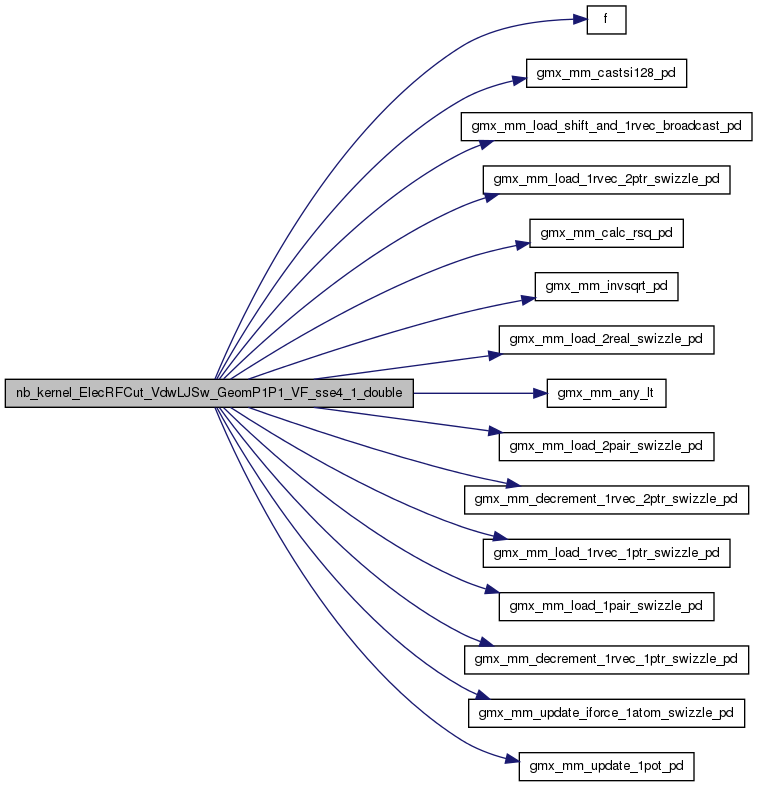 f
gmx_mm_castsi128_pd
gmx_mm_load_shift_and_1rvec_broadcast_pd
gmx_mm_load_1rvec_2ptr_swizzle_pd
gmx_mm_calc_rsq_pd
gmx_mm_invsqrt_pd
gmx_mm_load_2real_swizzle_pd
nb_kernel_ElecRFCut_VdwLJSw_GeomP1P1_VF_sse4_1_double
gmx_mm_any_lt
gmx_mm_load_2pair_swizzle_pd
gmx_mm_decrement_1rvec_2ptr_swizzle_pd
gmx_mm_load_1rvec_1ptr_swizzle_pd
gmx_mm_load_1pair_swizzle_pd
gmx_mm_decrement_1rvec_1ptr_swizzle_pd
gmx_mm_update_iforce_1atom_swizzle_pd
gmx_mm_update_1pot_pd